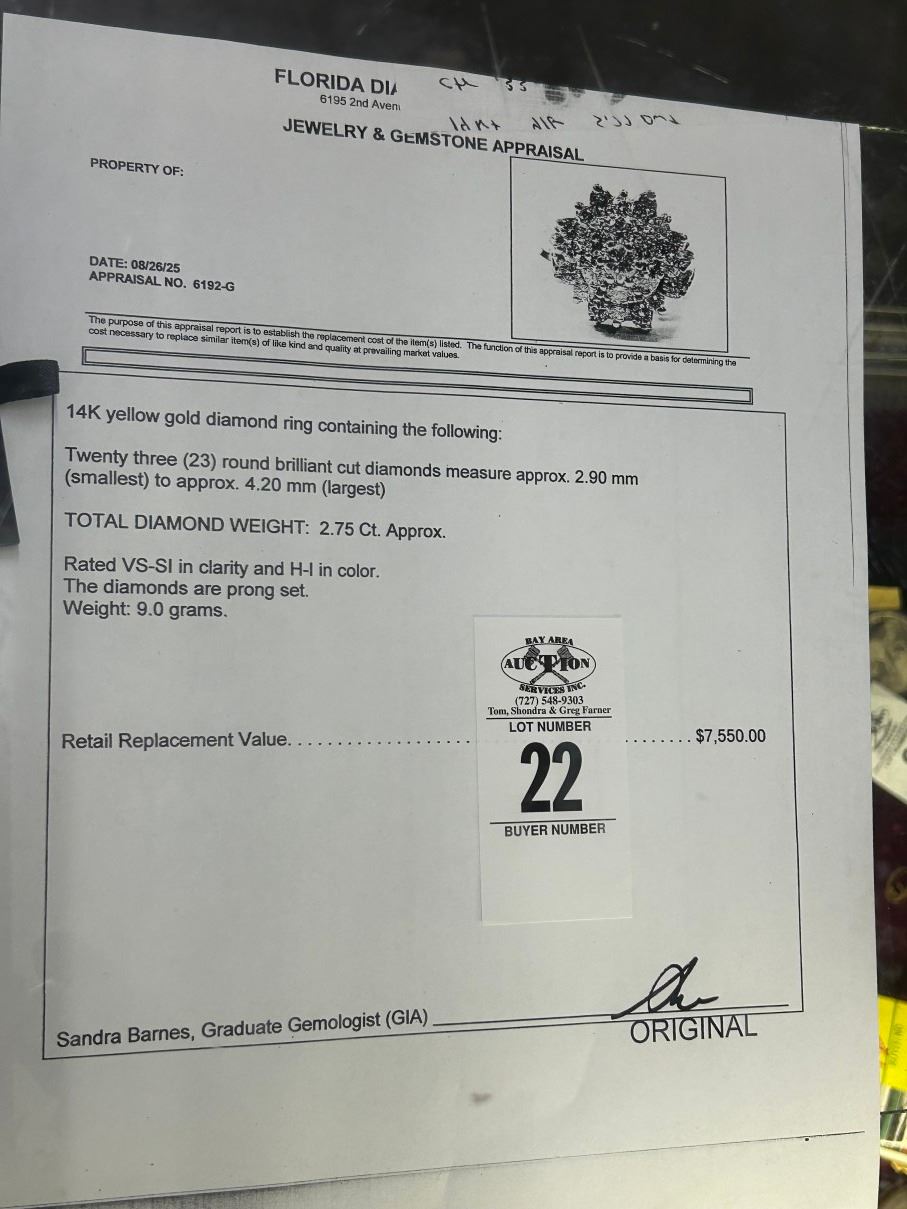 FLORIDA DIA
6195 2nd Aven
JEWELRY & GEMSTONE APPRAISAL
PROPERTY OF:
DATE: 08/26/25
APPRAISAL NO. 6192-G
The purpose of this appraisal report is to establish the replacement cost of the item(s) listed. The function of this appraisal report is to provide a basis for determining the
cost necessary to replace similar item(s) of like kind and quality at prevailing market values.
14K yellow gold diamond ring containing the following:
Twenty three (23) round brilliant cut diamonds measure approx. 2.90 mm
(smallest) to approx. 4.20 mm (largest)
TOTAL DIAMOND WEIGHT: 2.75 Ct. Approx.
Rated VS-SI in clarity and H-I in color.
The diamonds are prong set.
Weight: 9.0 grams.
BAY AREA
AUCTION
SERVICES INC.
(727) 548-9303
Tom, Shondra & Greg Farner
LOT NUMBER
22
BUYER NUMBER
Retail Replacement Value. . . . . . . . . . . . . . . . . . . . . . . . . . $7,550.00
Sandra Barnes, Graduate Gemologist (GIA)
ORIGINAL